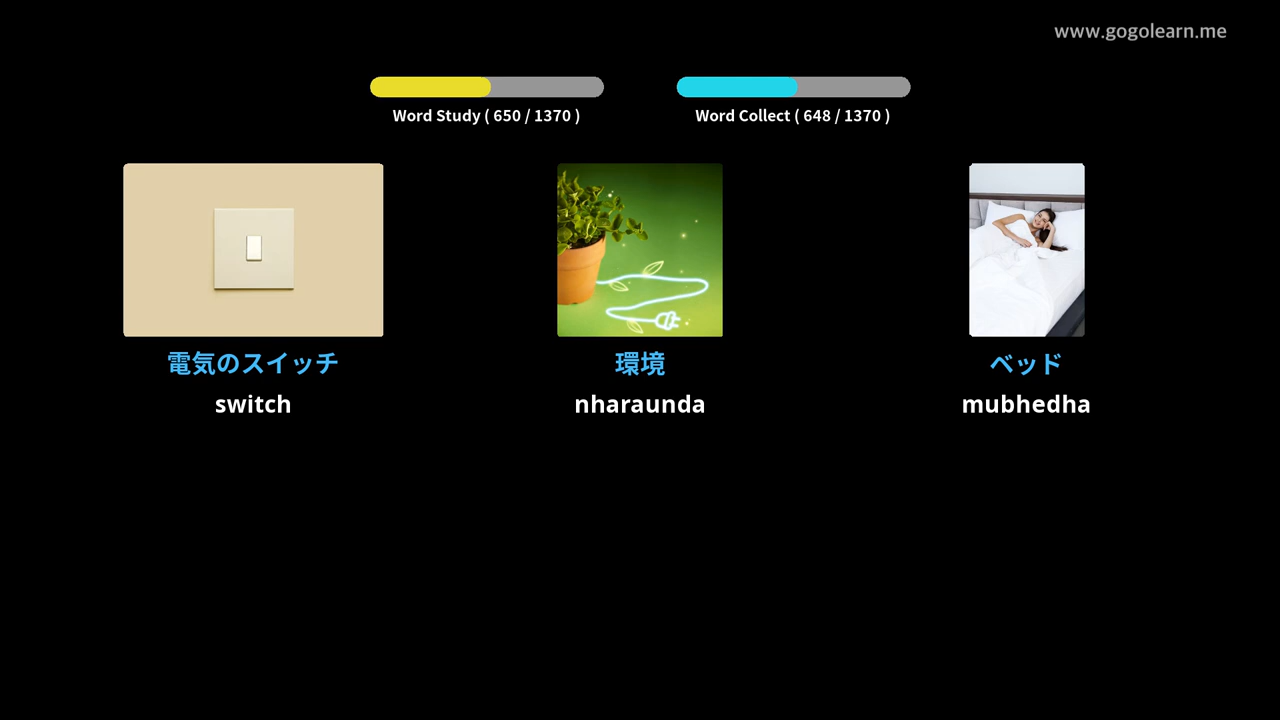 www.gogolearn.me
Word Study ( 650 / 1370 )
Word Collect ( 648 / 1370 )
電気のスイッチ
switch
環境
nharaunda
ベッド
mubhedha